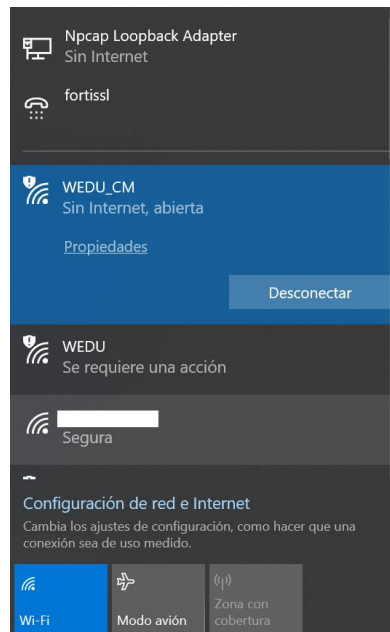 Npcap Loopback Adapter
Sin Internet
fortissl
WEDU_CM
Sin Internet, abierta
Propiedades
Desconectar
WEDU
Se requiere una acción
Segura
Configuración de red e Internet
Cambia los ajustes de configuración, como hacer que una
conexión sea de uso medido.
Wi-Fi
Modo avión
Zona con
cobertura